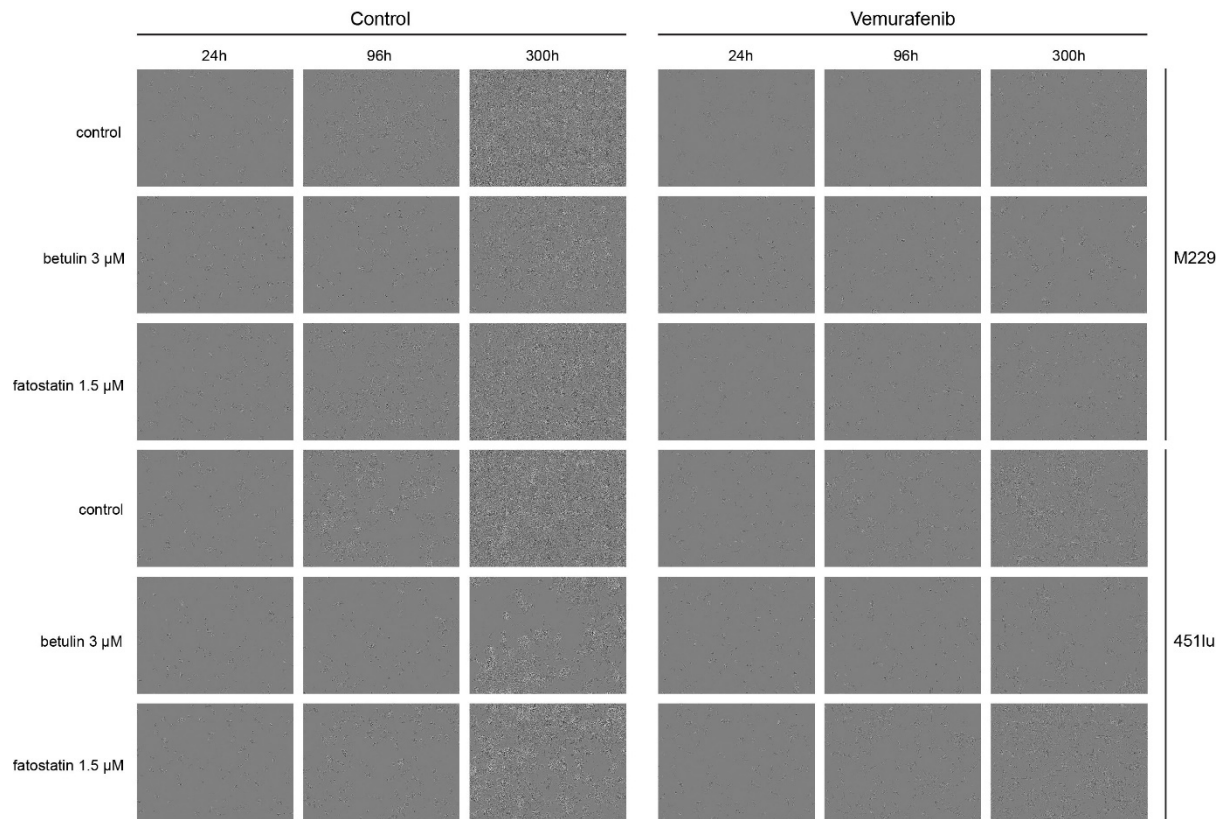 Control Vemurafenib
24h 96h 300h 24h 96h 300h
control
betulin 3 µM
M229
fatostatin 1.5 µM
control
betulin 3 µM
451lu
fatostatin 1.5 µM